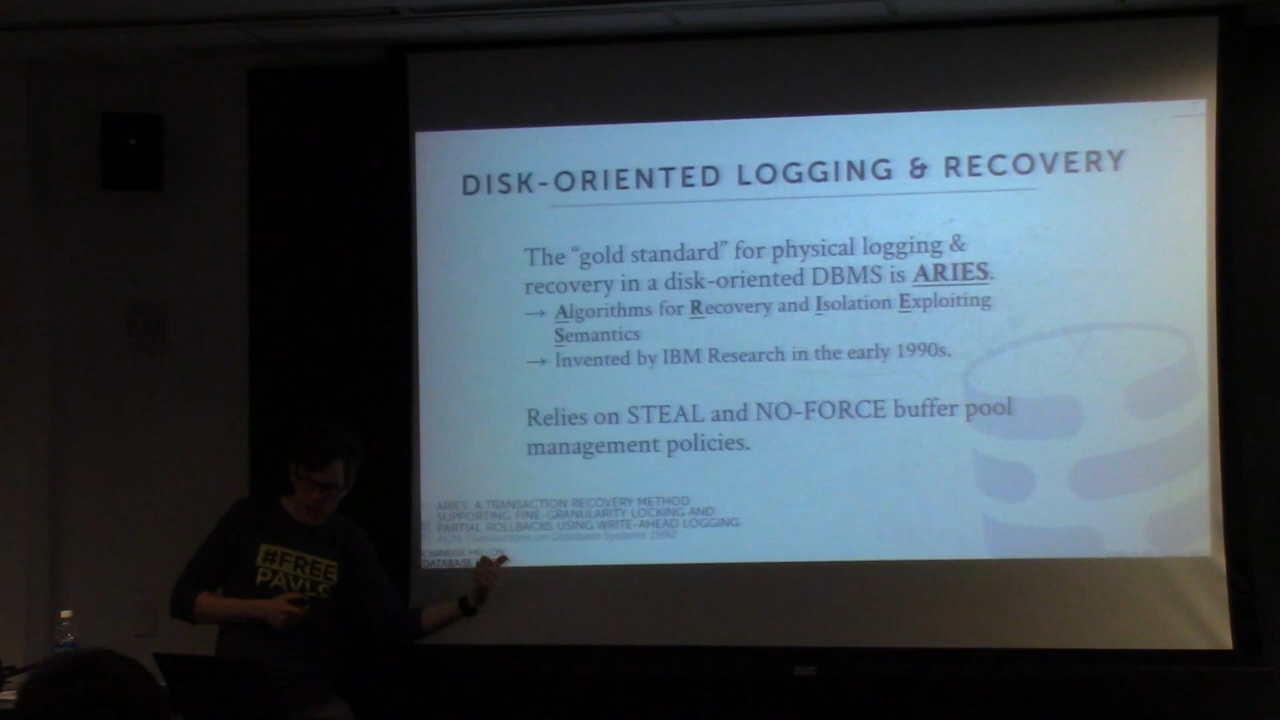 DISK-ORIENTED LOGGING & RECOVERY
The “gold standard” for physical logging &
recovery in a disk-oriented DBMS is ARIES.
→ Algorithms for Recovery and Isolation Exploiting
Semantics
→ Invented by IBM Research in the early 1990s.
Relies on STEAL and NO-FORCE buffer pool
management policies.
ARIES: A TRANSACTION RECOVERY METHOD
SUPPORTING FINE-GRANULARITY LOCKING AND
PARTIAL ROLLBACKS USING WRITE-AHEAD LOGGING
ACM Transactions on Database Systems 1992
CARNEGIE
DATABASE
#FREE
PAVLO